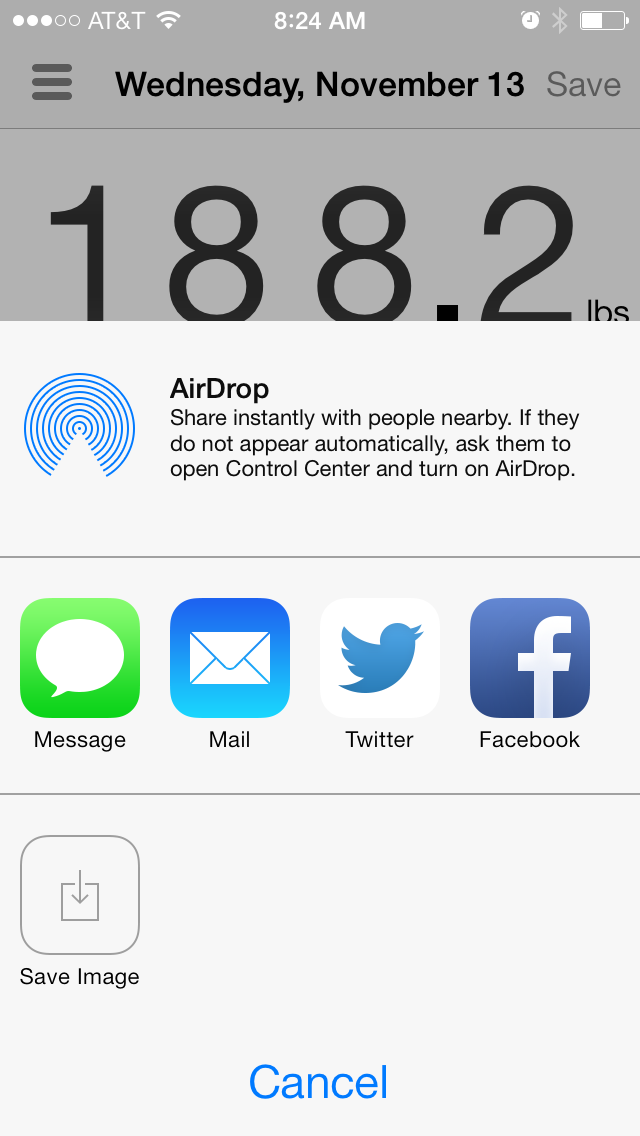 AT&T 8:24 AM
Wednesday, November 13 Save
188.2 lbs
AirDrop
Share instantly with people nearby. If they
do not appear automatically, ask them to
open Control Center and turn on AirDrop.
Message Mail Twitter Facebook
Save Image
Cancel